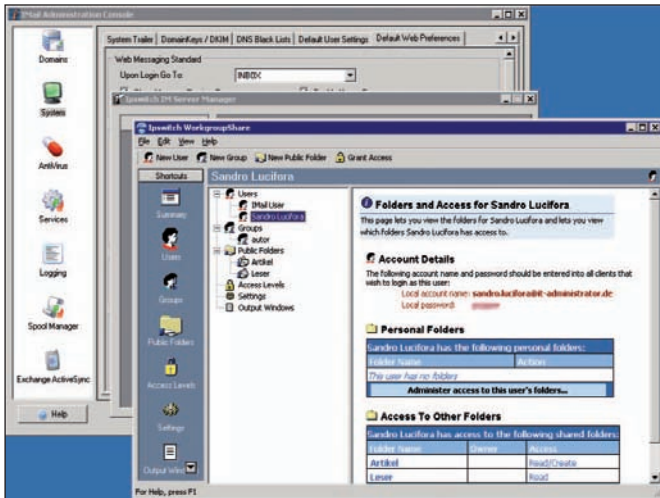 IMail Administration Console
System Trailer | DomainKeys / DKIM | DNS Black Lists | Default User Settings | Default Web Preferences
Web Messaging Standard
Upon Login Go To: INBOX
Domains
System
AntiVirus
Services
Logging
Spool Manager
Exchange ActiveSync
Help
Ipswitch IM Server Manager
Ipswitch WorkgroupShare
File Edit View Help
New User New Group New Public Folder Grant Access
Shortcuts
Summary
Users
Groups
Public Folders
Access Levels
Settings
Output Wind
Sandro Lucifora
Users
IMail User
Sandro Lucifora
Groups
autor
Public Folders
Artikel
Leser
Access Levels
Settings
Output Windows
Folders and Access for Sandro Lucifora
This page lets you view the folders for Sandro Lucifora and lets you view
which folders Sandro Lucifora has access to.
Account Details
The following account name and password should be entered into all clients that
wish to login as this user:
Local account name: sandro.lucifora@it-administrator.de
Local password:
Personal Folders
Sandro Lucifora has the following personal folders:
Folder Name Action
This user has no folders
Administer access to this user's folders...
Access To Other Folders
Sandro Lucifora has access to the following shared folders:
Folder Name Owner Access
Artikel Read/Create
Leser Read
For Help, press F1